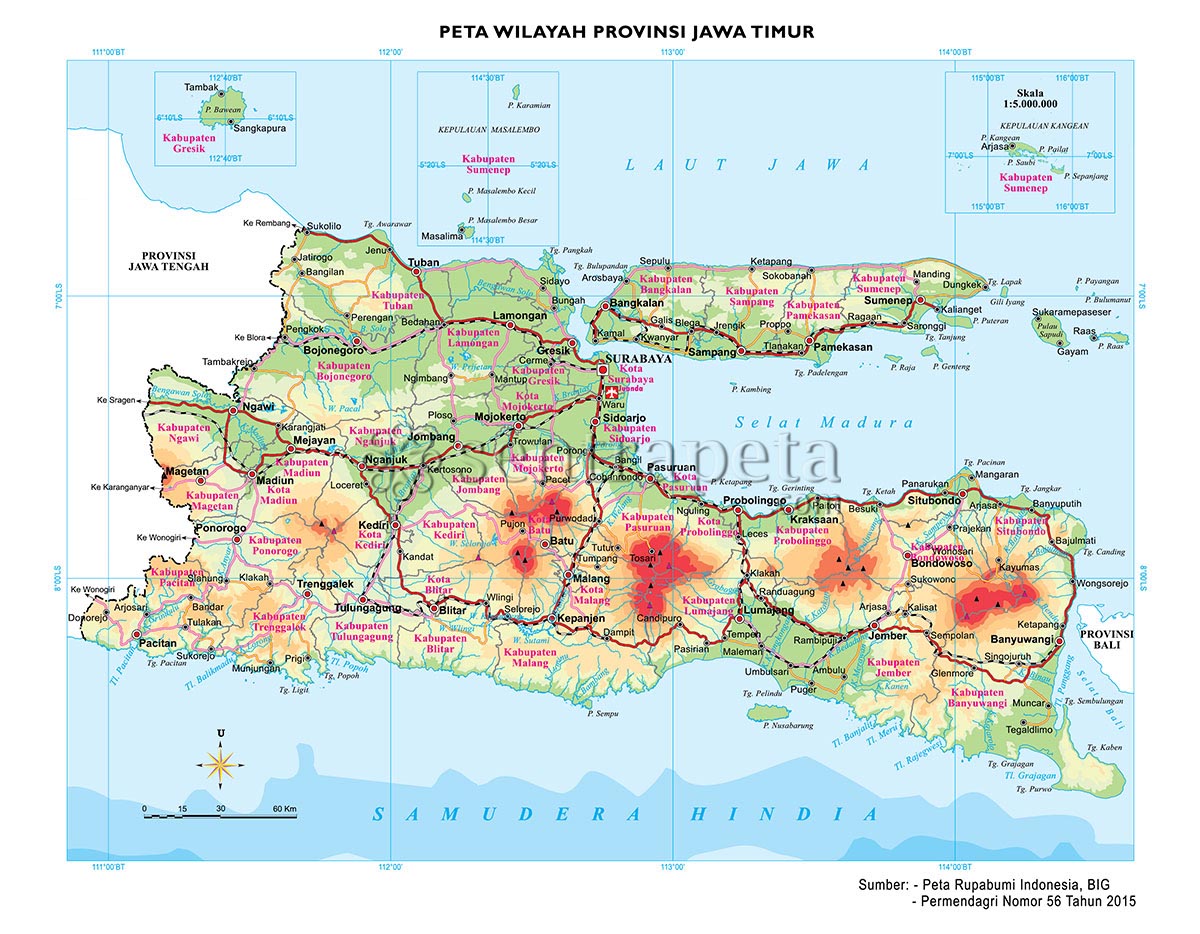 PETA WILAYAH PROVINSI JAWA TIMUR
111°00'BT
112°00'
113°00'
114°00'BT
112°40'BT
Tambak
P. Bawean
6°10'LS
6°10'LS
Sangkapura
Kabupaten
Gresik
112°40'BT
114°30'BT
P. Karamian
KEPULAUAN MASALEMBO
Kabupaten
Sumenep
5°20'LS
5°20'LS
P. Masalembo Kecil
P. Masalembo Besar
Masalima
114°30'BT
115°00'BT
116°00'BT
Skala
1:5.000.000
KEPULAUAN KANGEAN
P. Kangean
Arjasa
P. Pailat
7°00'LS
7°00'LS
P. Saubi
P. Sepanjang
Kabupaten
Sumenep
115°00'BT
116°00'BT
LAUT JAWA
Ke Rembang
Sukolilo
Tg. Awarawar
PROVINSI
JAWA TENGAH
Jatirogo
Bangilan
Jenu
Tuban
Tg. Pangkah
Tg. Bulupandan
Sepulu
Ketapang
Arosbaya
Sokobanah
Manding
Dungkek
Tg. Lapak
P. Payangan
7°00'LS
7°00'LS
Kabupaten
Tuban
Bengawan Solo
Sidayu
Bungah
Kabupaten
Bangkalan
Kabupaten
Sampang
Kabupaten
Pamekasan
Kabupaten
Sumenep
Gili Iyang
P. Bulumanut
Bangkalan
Sumenep
Kalianget
P. Puteran
Sukaramepaseser
Pulau
Sapudi
Raas
P. Raas
Gayam
Perengan
Bedahan
Lamongan
Pengkok
B. Solo
Ke Blora
Bojonegoro
Kabupaten
Lamongan
Gresik
Kamal
Galis
Blega
Kwanyar
Jrengik
Proppo
Ragaan
Saronggi
Tg. Tanjung
Sampang
Tlanakan
Pamekasan
Tg. Padelengan
P. Raja
P. Genteng
SURABAYA
Kota
Surabaya
Juanda
Waru
Tambakrejo
Kabupaten
Bojonegoro
Cerme
W. Prijetan
Kabupaten
Gresik
Ngimbang
Mantup
P. Kambing
Ke Sragen
Bengawan Solo
Ngawi
W. Pacal
Kota
Mojokerto
Ploso
Mojokerto
Sidoarjo
Kabupaten
Sidoarjo
Selat Madura
Kabupaten
Ngawi
Karangjati
Mejayan
Kabupaten
Nganjuk
Jombang
Trowulan
Porong
Nganjuk
Kertosono
Kabupaten
Mojokerto
Bangil
Magetan
Kabupaten
Magetan
Kabupaten
Madiun
Madiun
Kota
Madiun
Loceret
Kabupaten
Jombang
Pacet
Gobanrondo
Pasuruan
Kota
Pasuruan
P. Ketapang
Tg. Gerinting
sentrapeta
.com
Ke Karanganyar
Tg. Pacinan
Mangaran
Panarukan
Tg. Ketah
Situbondo
Tg. Jangkar
Arjasa
Banyuputih
Probolinggo
Paiton
Besuki
Kraksaan
Nguling
Ponorogo
Kabupaten
Ponorogo
Ke Wonogiri
Kediri
Kota
Kediri
Kabupaten
Kediri
Pujon
Kota
Batu
Purwodadi
Batu
Kabupaten
Pasuruan
Kota
Probolinggo
Leces
Kabupaten
Probolinggo
Prajekan
Kabupaten
Situbondo
Bajulmati
Tg. Canding
W. Selorejo
Kandat
Tutur
Tumpang
Tosari
Kabupaten
Bondowoso
Wonosari
Bondowoso
Kayumas
Wongsorejo
8°00'LS
8°00'LS
Kabupaten
Pacitan
Slahung
Klakah
Trenggalek
Kota
Blitar
Malang
Kota
Malang
Klakah
Randuagung
Sukowono
Ke Wonogiri
Donorejo
Arjosari
Bandar
Tulakan
Tulungagung
Blitar
Wlingi
Selorejo
W. Wlingi
Kepanjen
Candipuro
Kabupaten
Lumajang
Lumajang
Arjasa
Kalisat
Ketapang
Pacitan
Kabupaten
Trenggalek
Kabupaten
Tulungagung
Kabupaten
Blitar
W. Sutami
Dampit
Tempeh
Rambipuji
Jember
Sempolan
Banyuwangi
PROVINSI
BALI
Tl. Pacitan
Tg. Pacitan
Sukorejo
Munjungan
Prigi
Tl. Popoh
Tg. Popoh
Tg. Ligit
Kabupaten
Malang
Pasirian
Maleman
Umbulsari
Ambulu
Kabupaten
Jember
Glenmore
Singojuruh
Kabupaten
Banyuwangi
Tl. Pangpang
Selat Bali
P. Sempu
Tg. Pelindu
Puger
P. Nusabarung
Muncar
Tg. Sembulungan
Tegaldlimo
Tl. Banjalit
Tl. Meru
Tl. Rajegwesi
Tg. Kaben
Tg. Grajagan
Tl. Grajagan
Tg. Purwo
U
0 15 30 60 Km
SAMUDERA HINDIA
111°00'BT
112°00'
113°00'
114°00'BT
Sumber: - Peta Rupabumi Indonesia, BIG
- Permendagri Nomor 56 Tahun 2015